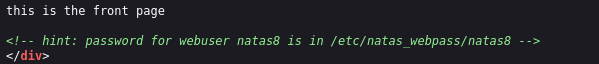 this is the front page
<!-- hint: password for webuser natas8 is in /etc/natas_webpass/natas8 -->
</div>